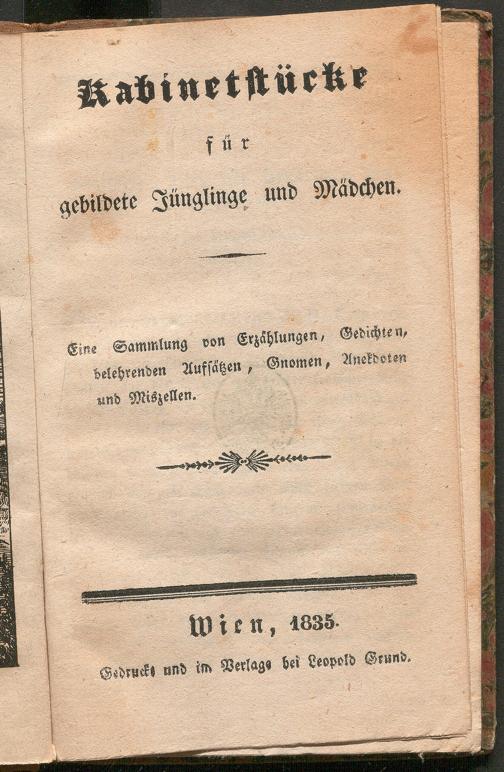 Kabinetstücke
für
gebildete Jünglinge und Mädchen.
Eine Sammlung von Erzählungen, Gedichten,
belehrenden Aufsätzen, Gnomen, Anekdoten
und Miszellen.
Wien, 1835.
Gedruckt und im Verlage bei Leopold Grund.